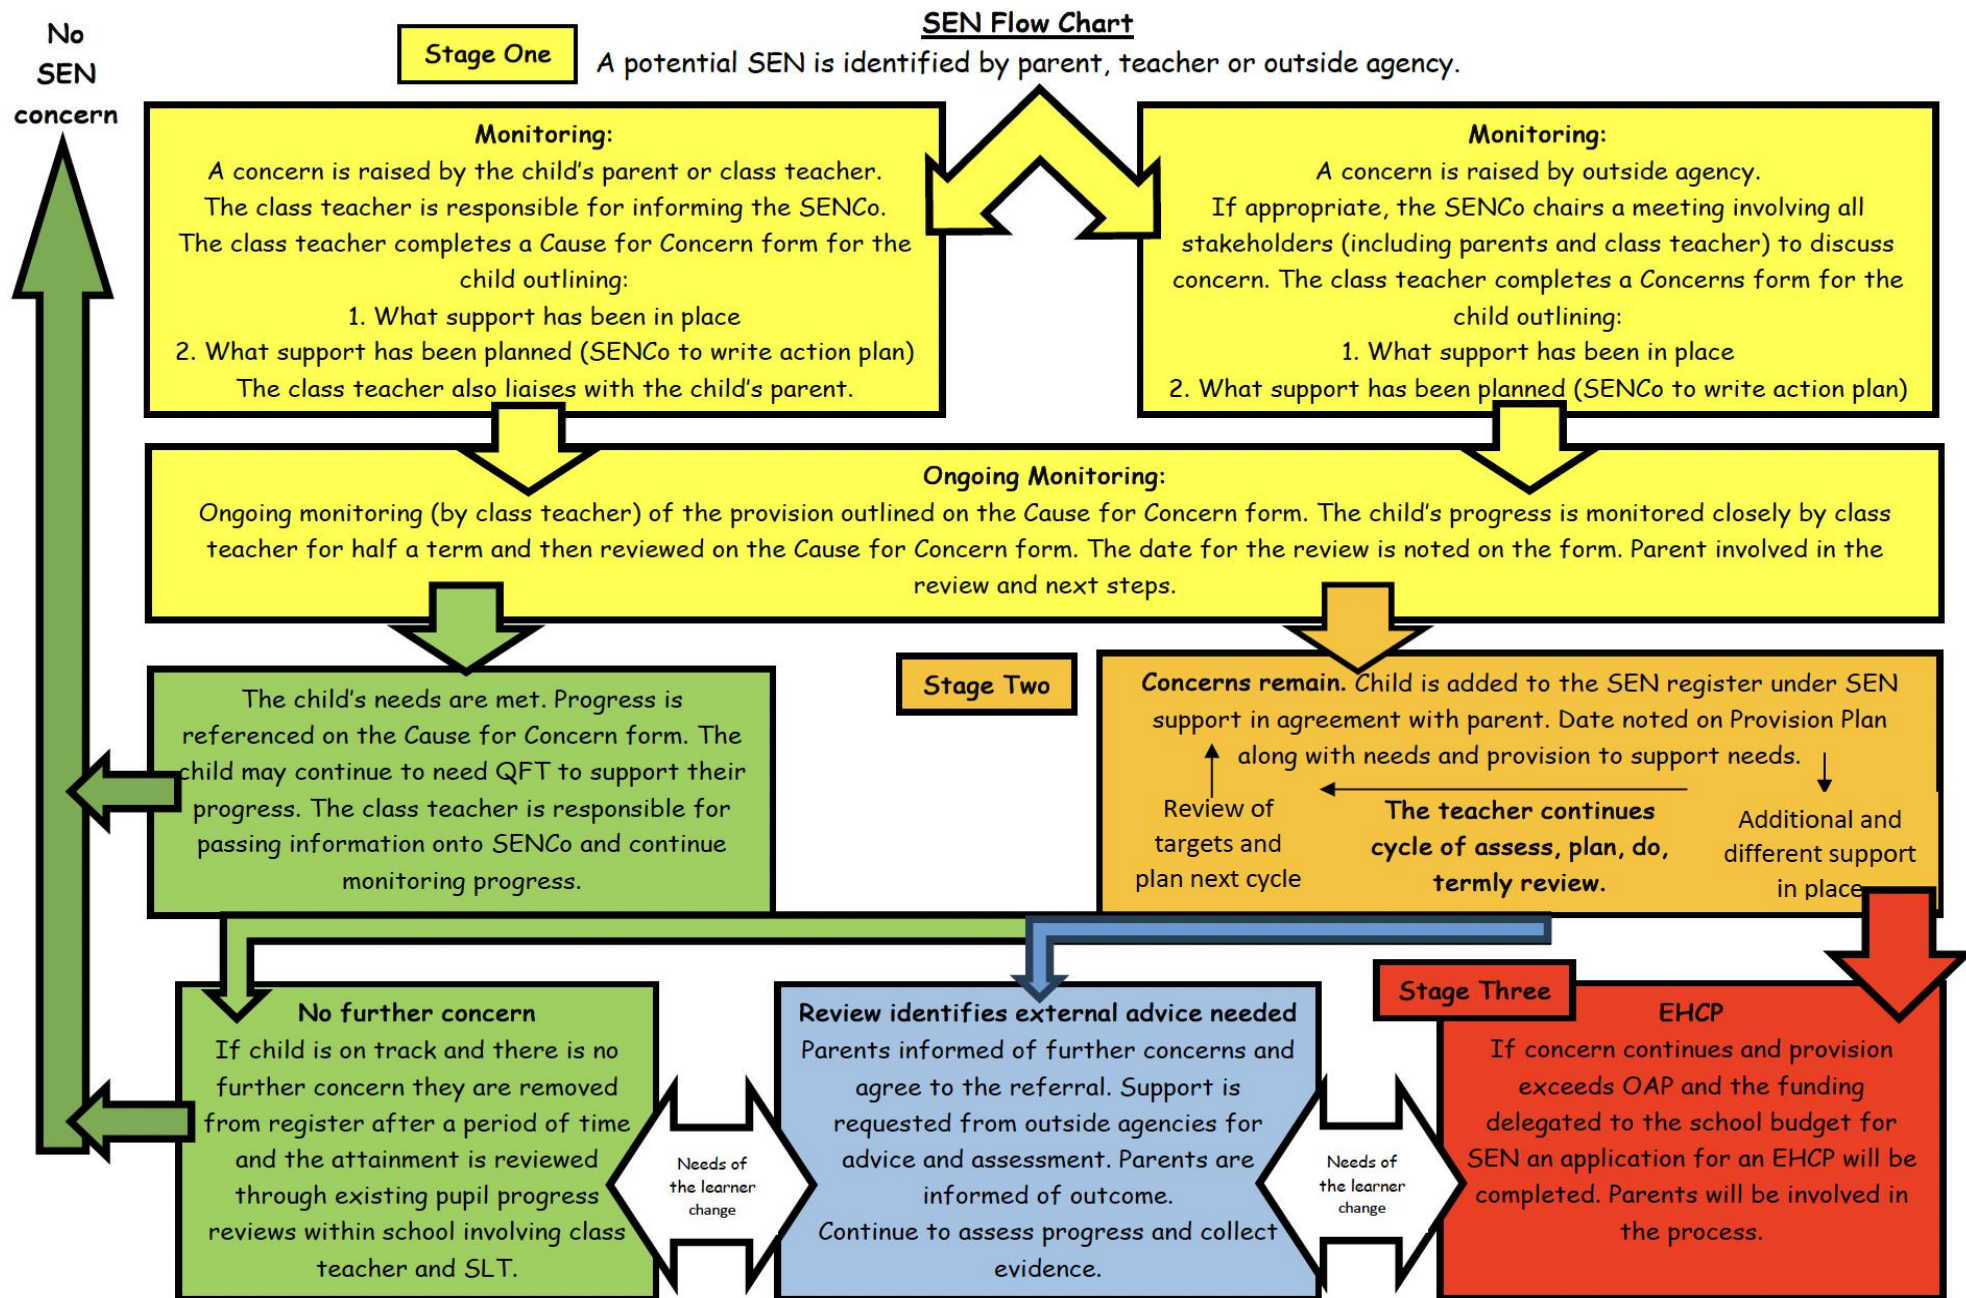 SEN Flow Chart
No
SEN
concern
Stage One
A potential SEN is identified by parent, teacher or outside agency.
Monitoring:
A concern is raised by the child's parent or class teacher.
The class teacher is responsible for informing the SENCo.
The class teacher completes a Cause for Concern form for the
child outlining:
1. What support has been in place
2. What support has been planned (SENCo to write action plan)
The class teacher also liaises with the child's parent.
Monitoring:
A concern is raised by outside agency.
If appropriate, the SENCo chairs a meeting involving all
stakeholders (including parents and class teacher) to discuss
concern. The class teacher completes a Concerns form for the
child outlining:
1. What support has been in place
2. What support has been planned (SENCo to write action plan)
Ongoing Monitoring:
Ongoing monitoring (by class teacher) of the provision outlined on the Cause for Concern form. The child's progress is monitored closely by class
teacher for half a term and then reviewed on the Cause for Concern form. The date for the review is noted on the form. Parent involved in the
review and next steps.
The child's needs are met. Progress is
referenced on the Cause for Concern form. The
child may continue to need QFT to support their
progress. The class teacher is responsible for
passing information onto SENCo and continue
monitoring progress.
Stage Two
Concerns remain. Child is added to the SEN register under SEN
support in agreement with parent. Date noted on Provision Plan
along with needs and provision to support needs.
Review of
targets and
plan next cycle
The teacher continues
cycle of assess, plan, do,
termly review.
Additional and
different support
in place
No further concern
If child is on track and there is no
further concern they are removed
from register after a period of time
and the attainment is reviewed
through existing pupil progress
reviews within school involving class
teacher and SLT.
Needs of
the learner
change
Review identifies external advice needed
Parents informed of further concerns and
agree to the referral. Support is
requested from outside agencies for
advice and assessment. Parents are
informed of outcome.
Continue to assess progress and collect
evidence.
Needs of
the learner
change
Stage Three
EHCP
If concern continues and provision
exceeds OAP and the funding
delegated to the school budget for
SEN an application for an EHCP will be
completed. Parents will be involved in
the process.